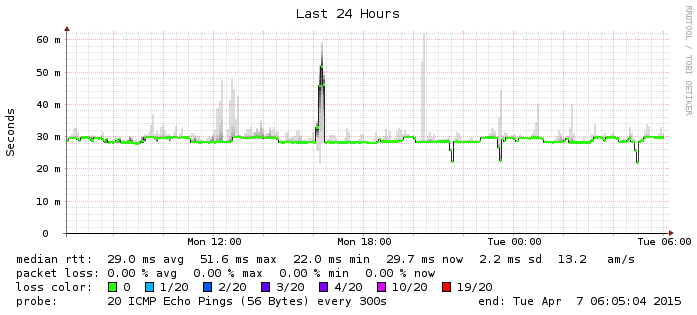 Last 24 Hours
RRDTOOL / TOBI OETIKER
Seconds
60 m
50 m
40 m
30 m
20 m
10 m
0
Mon 12:00 Mon 18:00 Tue 00:00 Tue 06:00
median rtt: 29.0 ms avg 51.6 ms max 22.0 ms min 29.7 ms now 2.2 ms sd 13.2 am/s
packet loss: 0.00 % avg 0.00 % max 0.00 % min 0.00 % now
loss color: 0 1/20 2/20 3/20 4/20 10/20 19/20
probe: 20 ICMP Echo Pings (56 Bytes) every 300s end: Tue Apr 7 06:05:04 2015